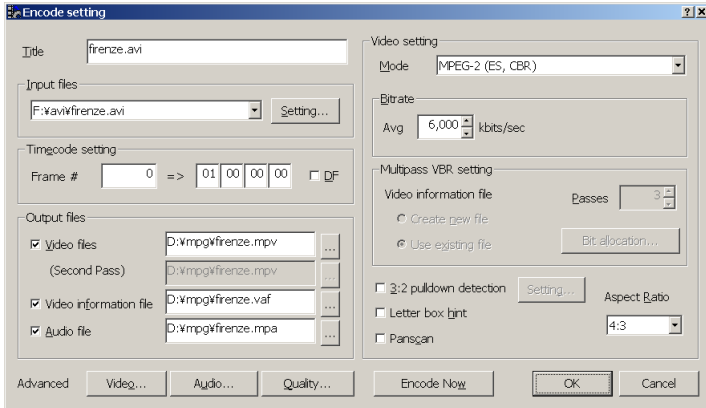 Encode setting
Title firenze.avi
Input files
F:¥avi¥firenze.avi Setting...
Timecode setting
Frame # 0 => 01 00 00 00 DF
Output files
Video files D:¥mpg¥firenze.mpv ...
(Second Pass) D:¥mpg¥firenze.mpv ...
Video information file D:¥mpg¥firenze.vaf ...
Audio file D:¥mpg¥firenze.mpa ...
Video setting
Mode MPEG-2 (ES, CBR)
Bitrate
Avg 6,000 kbits/sec
Multipass VBR setting
Video information file Passes 3
Create new file
Use existing file Bit allocation...
3:2 pulldown detection Setting...
Letter box hint
Panscan
Aspect Ratio
4:3
Advanced Video... Audio... Quality... Encode Now OK Cancel